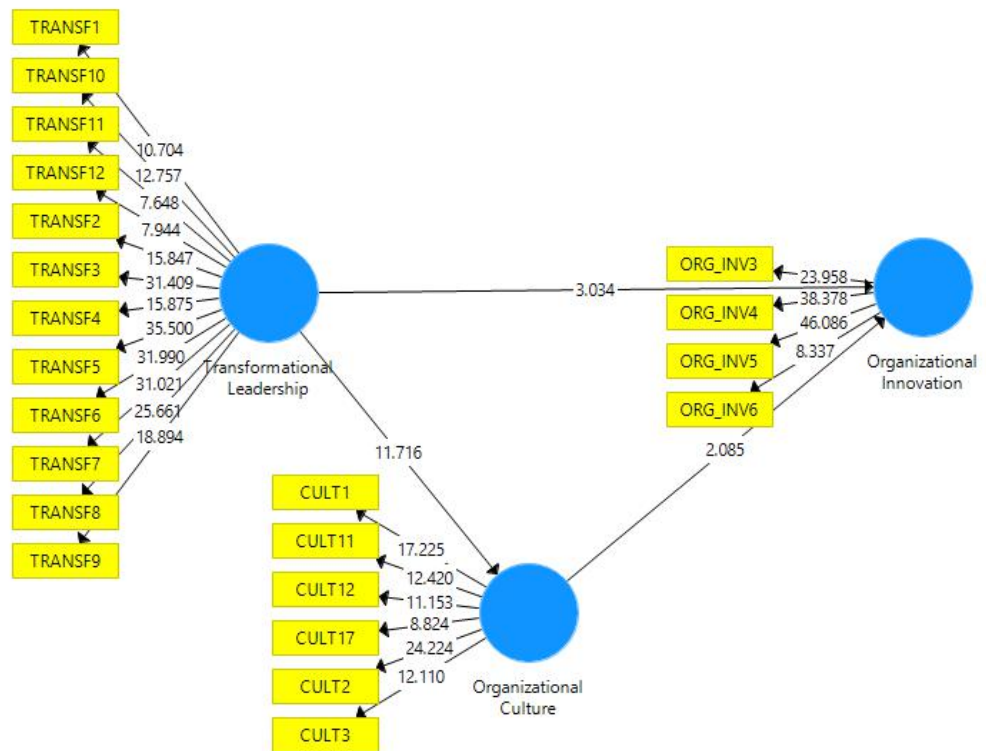 TRANSF1
TRANSF10
TRANSF11
TRANSF12
TRANSF2
TRANSF3
TRANSF4
TRANSF5
TRANSF6
TRANSF7
TRANSF8
TRANSF9
10.704
12.757
7.648
7.944
15.847
31.409
15.875
35.500
31.990
31.021
25.661
18.894
Transformational
Leadership
3.034
11.716
2.085
ORG_INV3
ORG_INV4
ORG_INV5
ORG_INV6
23.958
38.378
46.086
8.337
Organizational
Innovation
CULT1
CULT11
CULT12
CULT17
CULT2
CULT3
17.225
12.420
11.153
8.824
24.224
12.110
Organizational
Culture